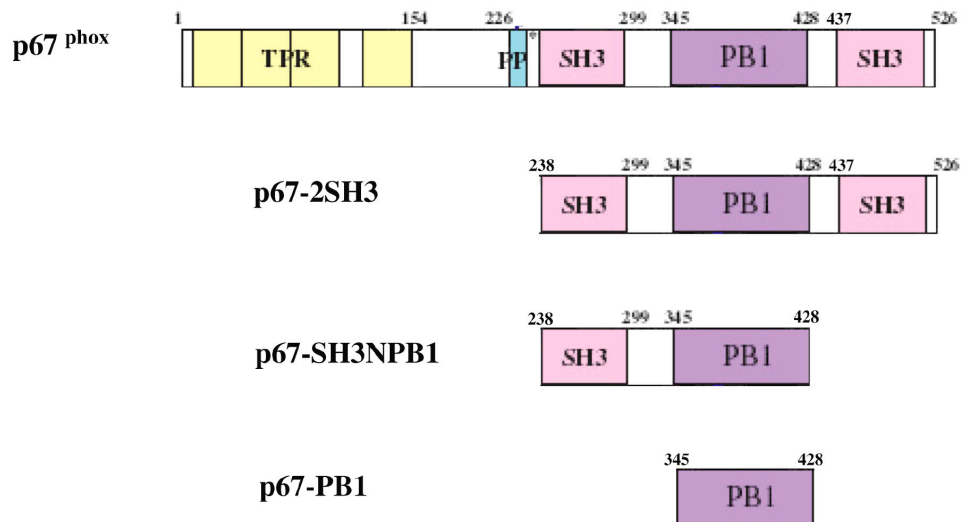 1 154 226 299 345 428 437 526
p67 phox TPR PP * SH3 PB1 SH3
238 299 345 428 437 526
p67-2SH3 SH3 PB1 SH3
238 299 345 428
p67-SH3NPB1 SH3 PB1
345 428
p67-PB1 PB1